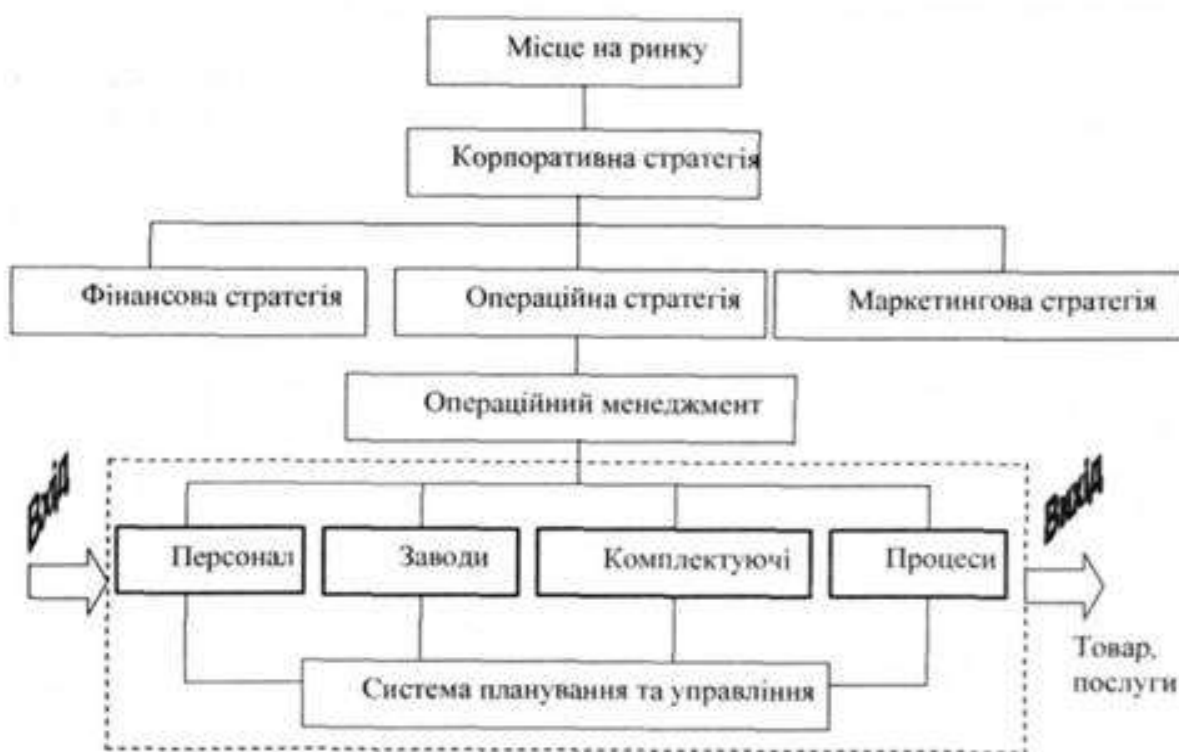 Місце на ринку
Корпоративна стратегія
Фінансова стратегія
Операційна стратегія
Маркетингова стратегія
Операційний менеджмент
Вхід
Вихід
Персонал
Заводи
Комплектуючі
Процеси
Товар,
послуги
Система планування та управління